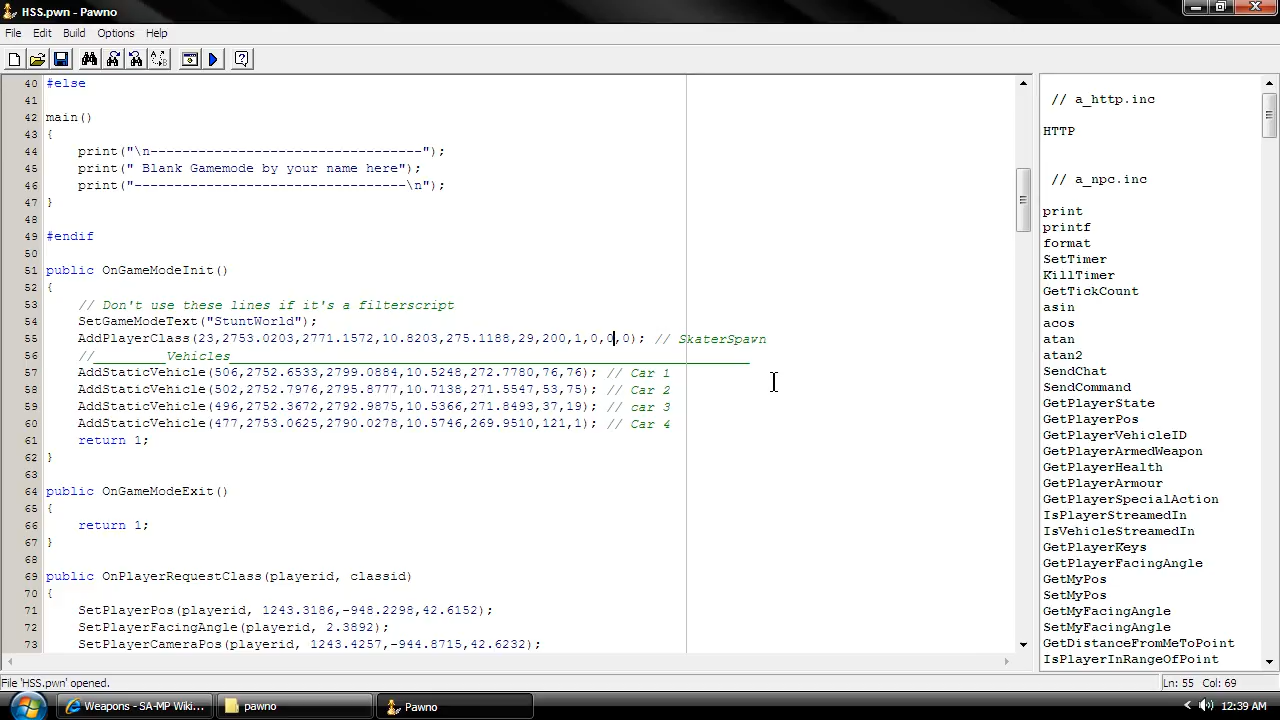 HSS.pwn - Pawno
File Edit Build Options Help
40 #else
41
42 main()
43 {
44 print("\n----------------------------------");
45 print(" Blank Gamemode by your name here");
46 print("----------------------------------\n");
47 }
48
49 #endif
50
51 public OnGameModeInit()
52 {
53 // Don't use these lines if it's a filterscript
54 SetGameModeText("StuntWorld");
55 AddPlayerClass(23,2753.0203,2771.1572,10.8203,275.1188,29,200,1,0,0,0); // SkaterSpawn
56 //_________Vehicles_________________________________________________________________
57 AddStaticVehicle(506,2752.6533,2799.0884,10.5248,272.7780,76,76); // Car 1
58 AddStaticVehicle(502,2752.7976,2795.8777,10.7138,271.5547,53,75); // Car 2
59 AddStaticVehicle(496,2752.3672,2792.9875,10.5366,271.8493,37,19); // car 3
60 AddStaticVehicle(477,2753.0625,2790.0278,10.5746,269.9510,121,1); // Car 4
61 return 1;
62 }
63
64 public OnGameModeExit()
65 {
66 return 1;
67 }
68
69 public OnPlayerRequestClass(playerid, classid)
70 {
71 SetPlayerPos(playerid, 1243.3186,-948.2298,42.6152);
72 SetPlayerFacingAngle(playerid, 2.3892);
73 SetPlayerCameraPos(playerid, 1243.4257,-944.8715,42.6232);
// a_http.inc
HTTP
// a_npc.inc
print
printf
format
SetTimer
KillTimer
GetTickCount
asin
acos
atan
atan2
SendChat
SendCommand
GetPlayerState
GetPlayerPos
GetPlayerVehicleID
GetPlayerArmedWeapon
GetPlayerHealth
GetPlayerArmour
GetPlayerSpecialAction
IsPlayerStreamedIn
IsVehicleStreamedIn
GetPlayerKeys
GetPlayerFacingAngle
GetMyPos
SetMyPos
GetMyFacingAngle
SetMyFacingAngle
GetDistanceFromMeToPoint
IsPlayerInRangeOfPoint
File 'HSS.pwn' opened.
Ln: 55 Col: 69
Weapons - SA-MP Wiki...
pawno
Pawno
12:39 AM